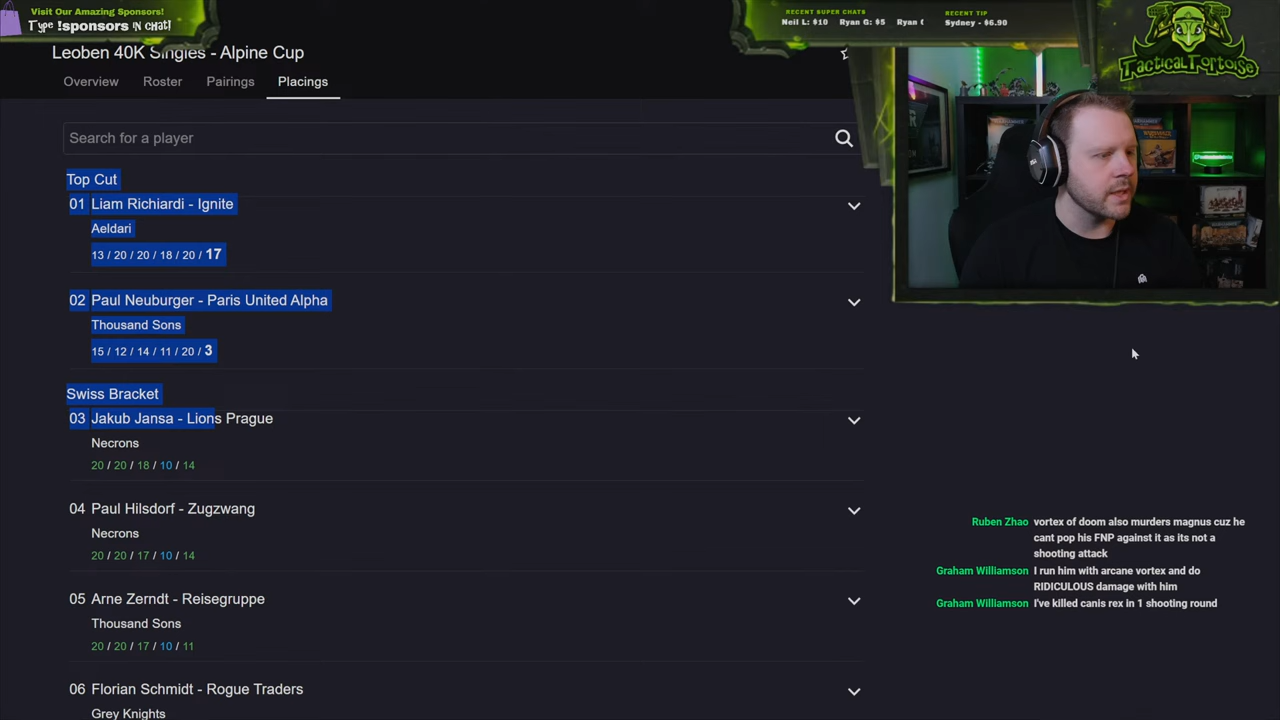 Visit Our Amazing Sponsors!
Type !sponsors in chat!
RECENT SUPER CHATS
Neil L: $10 Ryan G: $5 Ryan
RECENT TIP
Sydney - $6.90
TacticalTortoise
Leoben 40K Singles - Alpine Cup
Overview Roster Pairings Placings
Search for a player
Top Cut
01 Liam Richiardi - Ignite
Aeldari
13 / 20 / 20 / 18 / 20 / 17
02 Paul Neuburger - Paris United Alpha
Thousand Sons
15 / 12 / 14 / 11 / 20 / 3
Swiss Bracket
03 Jakub Jansa - Lions Prague
Necrons
20 / 20 / 18 / 10 / 14
04 Paul Hilsdorf - Zugzwang
Necrons
20 / 20 / 17 / 10 / 14
05 Arne Zerndt - Reisegruppe
Thousand Sons
20 / 20 / 17 / 10 / 11
06 Florian Schmidt - Rogue Traders
Grey Knights
Ruben Zhao vortex of doom also murders magnus cuz he
cant pop his FNP against it as its not a
shooting attack
Graham Williamson I run him with arcane vortex and do
RIDICULOUS damage with him
Graham Williamson I've killed canis rex in 1 shooting round